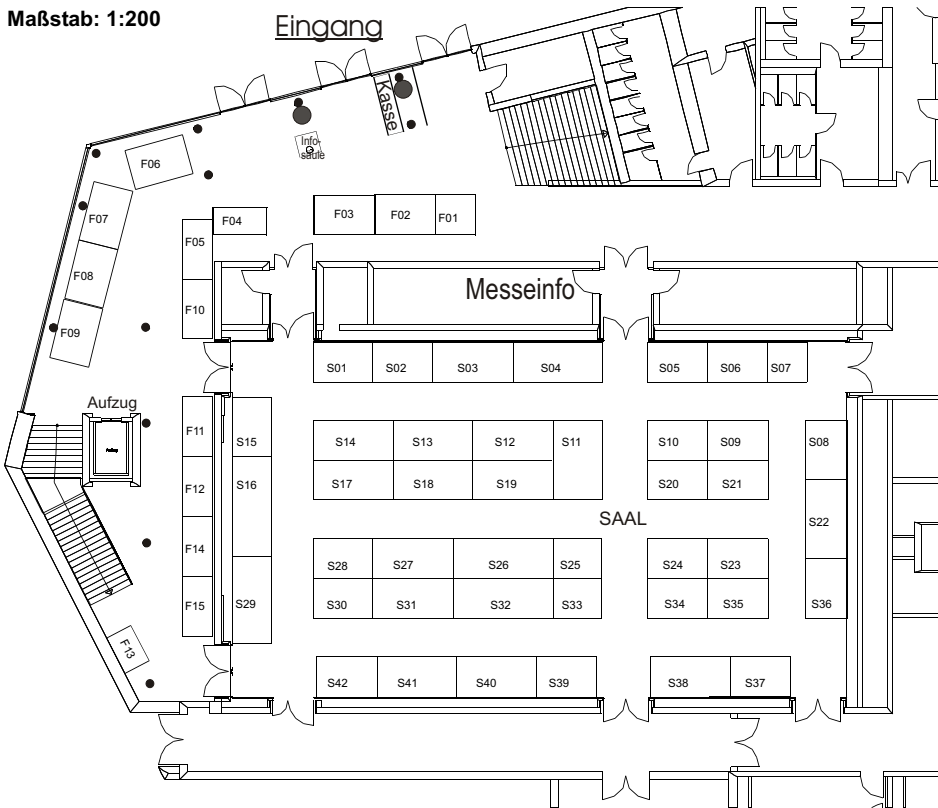 Maßstab: 1:200
Eingang
Kasse
Info-
säule
F06
F07
F08
F09
F05
F04
F03 F02 F01
F10
Messeinfo
S01 S02 S03 S04 S05 S06 S07
Aufzug
Aufzug
F11
F12
F14
F15
F13
S15
S16
S29
S14 S13 S12 S11 S10 S09 S08
S17 S18 S19 S20 S21
SAAL
S22
S28 S27 S26 S25 S24 S23
S30 S31 S32 S33 S34 S35 S36
S42 S41 S40 S39 S38 S37